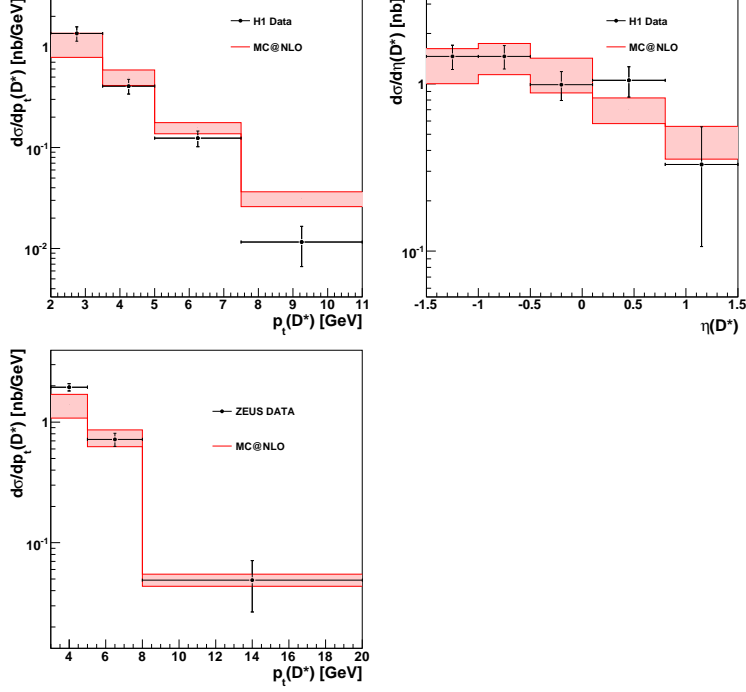 dσ/dp_t(D*) [nb/GeV]
H1 Data
MC@NLO
1
10^-1
10^-2
2 3 4 5 6 7 8 9 10 11
p_t(D*) [GeV]
dσ/dη(D*) [nb]
H1 Data
MC@NLO
1
10^-1
-1.5 -1 -0.5 0 0.5 1 1.5
η(D*)
dσ/dp_t(D*) [nb/GeV]
ZEUS DATA
MC@NLO
1
10^-1
4 6 8 10 12 14 16 18 20
p_t(D*) [GeV]